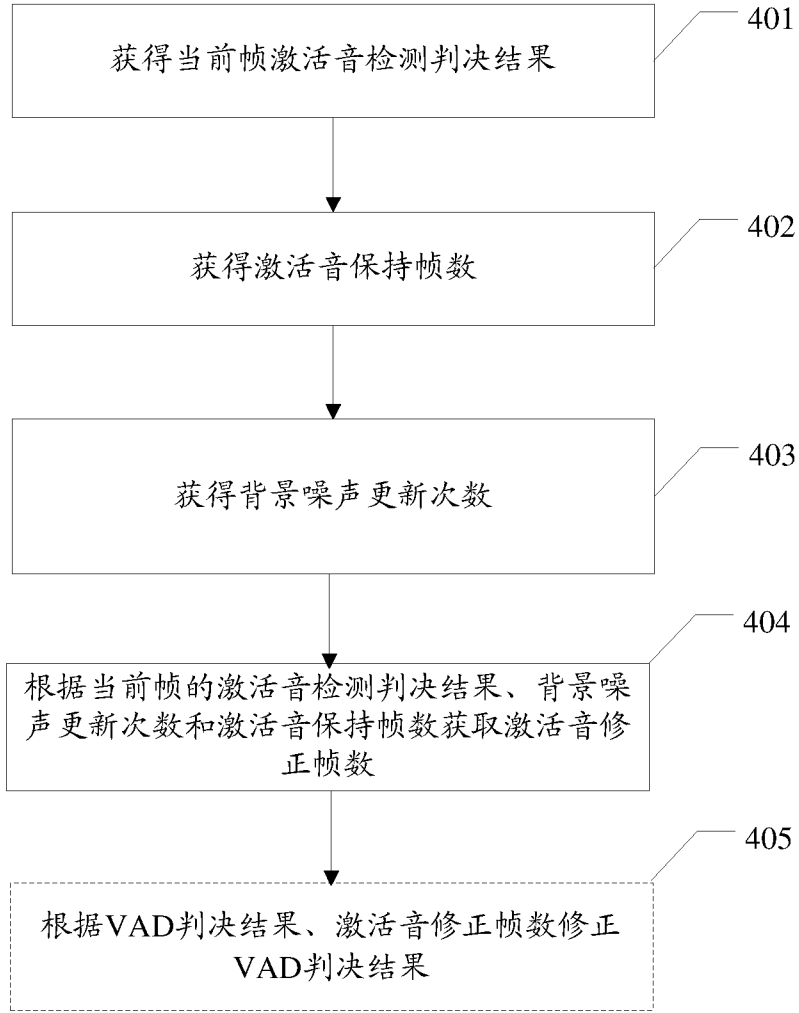 401
获得当前帧激活音检测判决结果
402
获得激活音保持帧数
403
获得背景噪声更新次数
404
根据当前帧的激活音检测判决结果、背景噪
声更新次数和激活音保持帧数获取激活音修
正帧数
405
根据VAD判决结果、激活音修正帧数修正
VAD判决结果